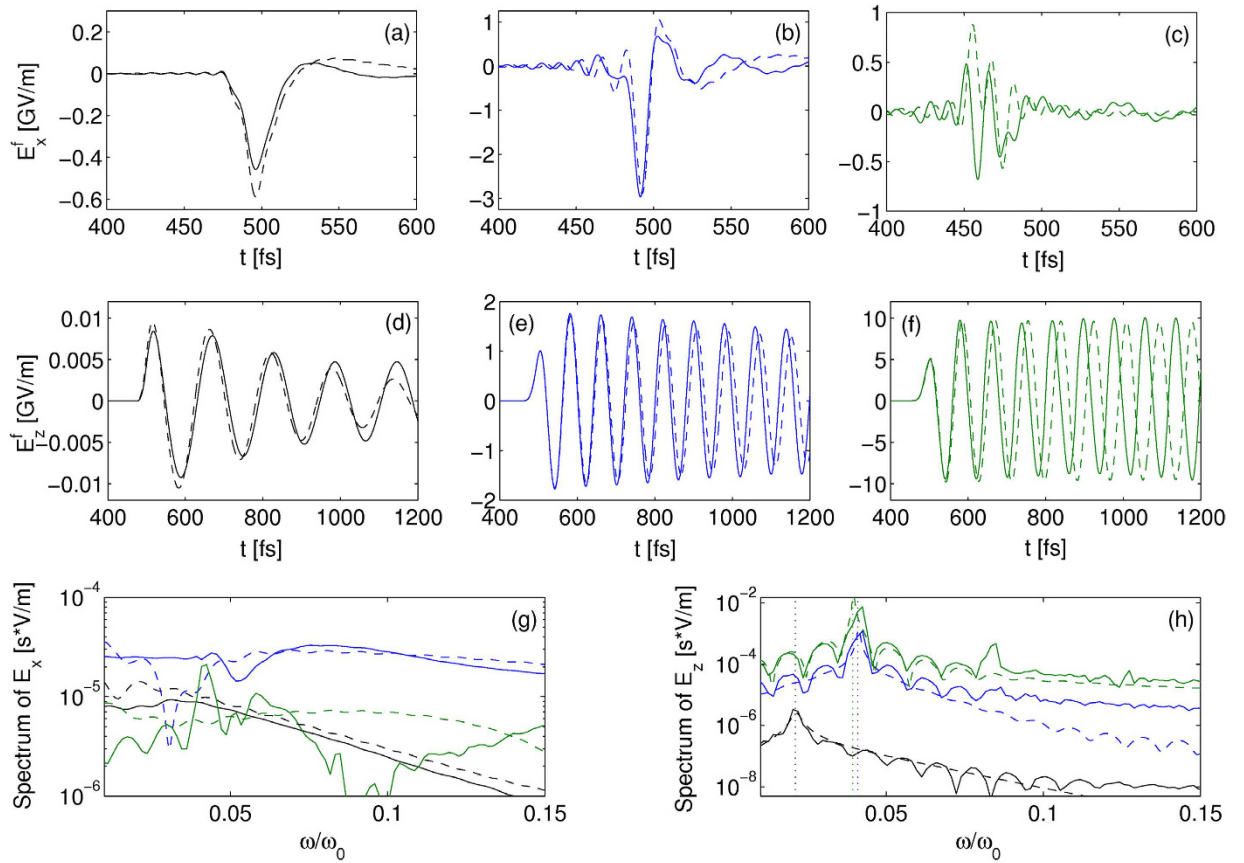 0.2
0
-0.2
-0.4
-0.6
(a)
E_x^f [GV/m]
400 450 500 550 600
t [fs]
1
0
-1
-2
-3
(b)
400 450 500 550 600
t [fs]
1
0.5
0
-0.5
-1
(c)
400 450 500 550 600
t [fs]
0.01
0.005
0
-0.005
-0.01
(d)
E_z^f [GV/m]
400 600 800 1000 1200
t [fs]
2
1
0
-1
-2
(e)
400 600 800 1000 1200
t [fs]
10
5
0
-5
-10
(f)
400 600 800 1000 1200
t [fs]
10^-4
10^-5
10^-6
(g)
Spectrum of E_x [s*V/m]
0.05 0.1 0.15
ω/ω_0
10^-2
10^-4
10^-6
10^-8
(h)
Spectrum of E_z [s*V/m]
0.05 0.1 0.15
ω/ω_0